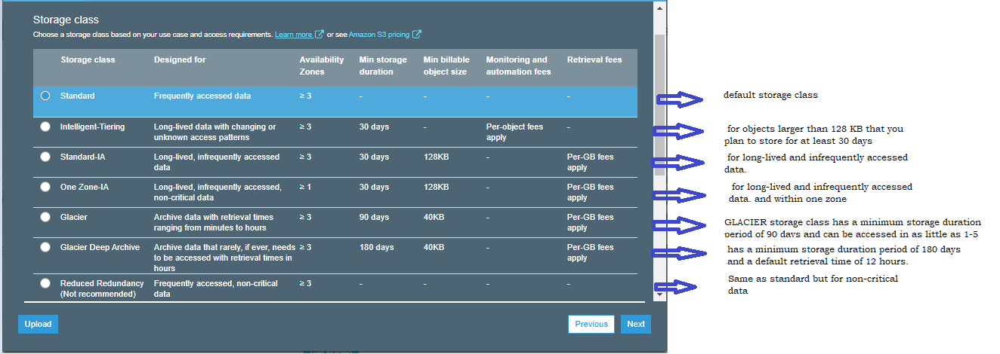 Storage class
Choose a storage class based on your use case and access requirements. Learn more or see Amazon S3 pricing
Storage class Designed for Availability Zones Min storage duration Min billable object size Monitoring and automation fees Retrieval fees
Standard Frequently accessed data ≥ 3 - - - -
default storage class
Intelligent-Tiering Long-lived data with changing or unknown access patterns ≥ 3 30 days - Per-object fees apply -
for objects larger than 128 KB that you
plan to store for at least 30 days
Standard-IA Long-lived, infrequently accessed data ≥ 3 30 days 128KB - Per-GB fees apply
for long-lived and infrequently accessed
data.
One Zone-IA Long-lived, infrequently accessed, non-critical data ≥ 1 30 days 128KB - Per-GB fees apply
for long-lived and infrequently accessed
data. and within one zone
Glacier Archive data with retrieval times ranging from minutes to hours ≥ 3 90 days 40KB - Per-GB fees apply
GLACIER storage class has a minimum storage duration
period of 90 days and can be accessed in as little as 1-5
Glacier Deep Archive Archive data that rarely, if ever, needs to be accessed with retrieval times in hours ≥ 3 180 days 40KB - Per-GB fees apply
has a minimum storage duration period of 180 days
and a default retrieval time of 12 hours.
Reduced Redundancy (Not recommended) Frequently accessed, non-critical data ≥ 3 - - - -
Same as standard but for non-critical
data
Upload
Previous
Next